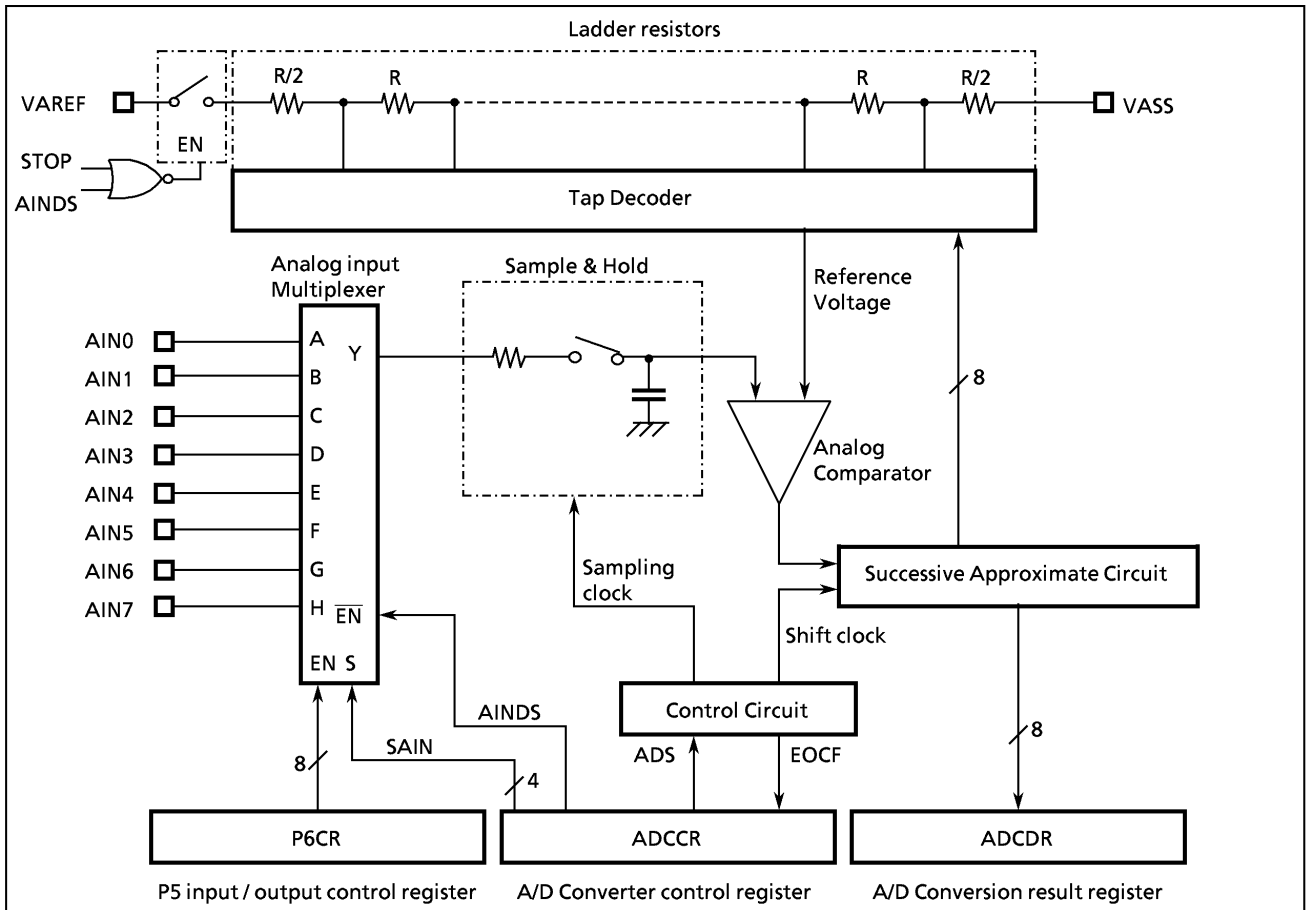 Ladder resistors
R/2
R
R
R/2
VAREF
VASS
EN
STOP
AINDS
Tap Decoder
Analog input
Multiplexer
Sample & Hold
Reference
Voltage
AIN0
A
Y
AIN1
B
8
AIN2
C
AIN3
D
Analog
Comparator
AIN4
E
AIN5
F
AIN6
G
Sampling
clock
Successive Approximate Circuit
AIN7
H
EN
Shift clock
EN S
AINDS
Control Circuit
SAIN
ADS
EOCF
8
8
4
P6CR
ADCCR
ADCDR
P5 input / output control register
A/D Converter control register
A/D Conversion result register